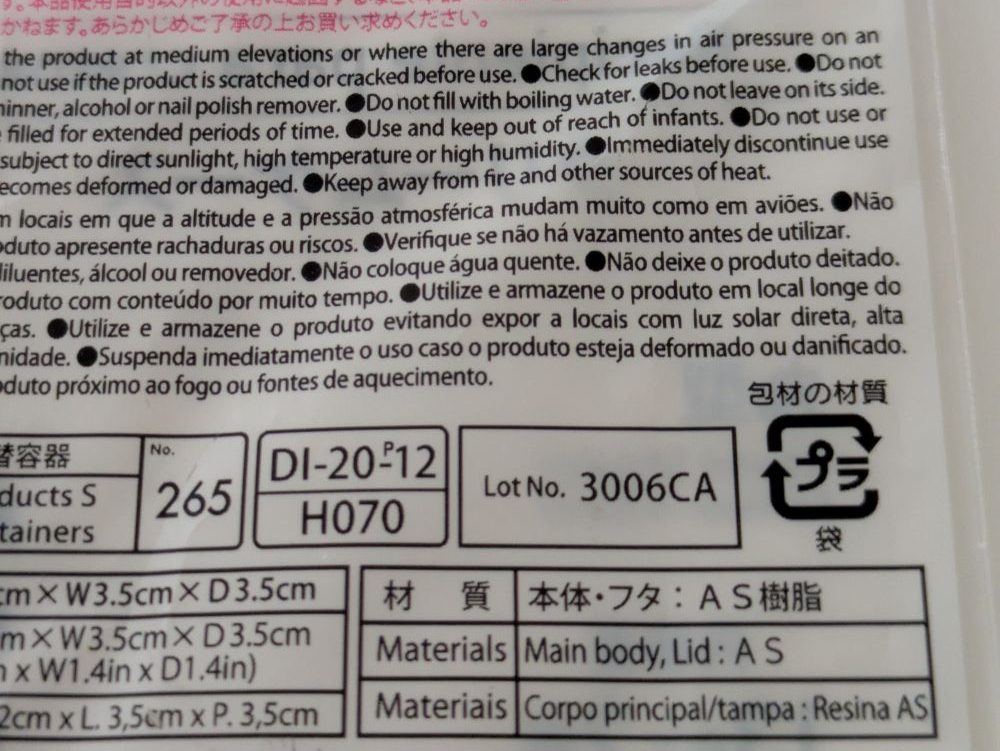 かねます。あらかじめご了承の上お買い求めください。
the product at medium elevations or where there are large changes in air pressure on an
not use if the product is scratched or cracked before use. ●Check for leaks before use. ●Do not
hinner, alcohol or nail polish remover. ●Do not fill with boiling water. ●Do not leave on its side.
filled for extended periods of time. ●Use and keep out of reach of infants. ●Do not use or
subject to direct sunlight, high temperature or high humidity. ●Immediately discontinue use
ecomes deformed or damaged. ●Keep away from fire and other sources of heat.
m locais em que a altitude e a pressão atmosférica mudam muito como em aviões. ●Não
oduto apresente rachaduras ou riscos. ●Verifique se não há vazamento antes de utilizar.
diluentes, álcool ou removedor. ●Não coloque água quente. ●Não deixe o produto deitado.
roduto com conteúdo por muito tempo. ●Utilize e armazene o produto em local longe do
ças. ●Utilize e armazene o produto evitando expor a locais com luz solar direta, alta
nidade. ●Suspenda imediatamente o uso caso o produto esteja deformado ou danificado.
oduto próximo ao fogo ou fontes de aquecimento.
包材の材質
替容器
ducts S
tainers
No.
265
DI-20-P-12
H070
Lot No. 3006CA
プラ
袋
cm×W3.5cm×D3.5cm
m×W3.5cm×D3.5cm
n x W1.4in x D1.4in)
2cm x L. 3,5cm x P. 3,5cm
材 質 本体・フタ：AS樹脂
Materials Main body, Lid : A S
Materiais Corpo principal/tampa : Resina AS